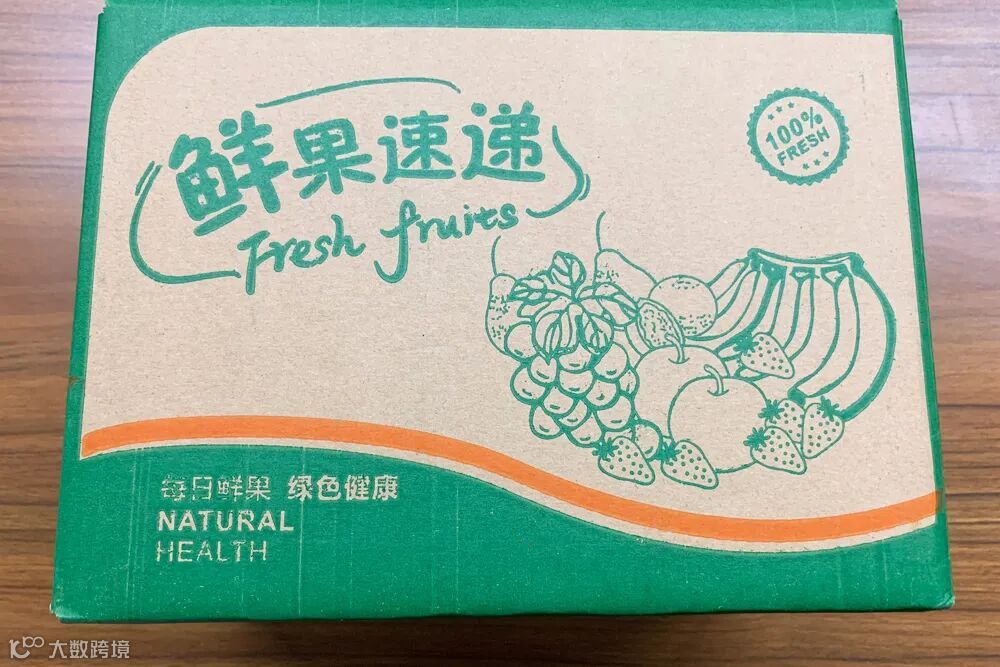 鲜果速递
Fresh fruits
100%
FRESH
每日鲜果 绿色健康
NATURAL
HEALTH
大数跨境